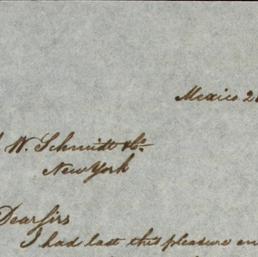 Mexico 2
W. Schmidt & Co.
New York
Dear Sirs
I had last this pleasure on